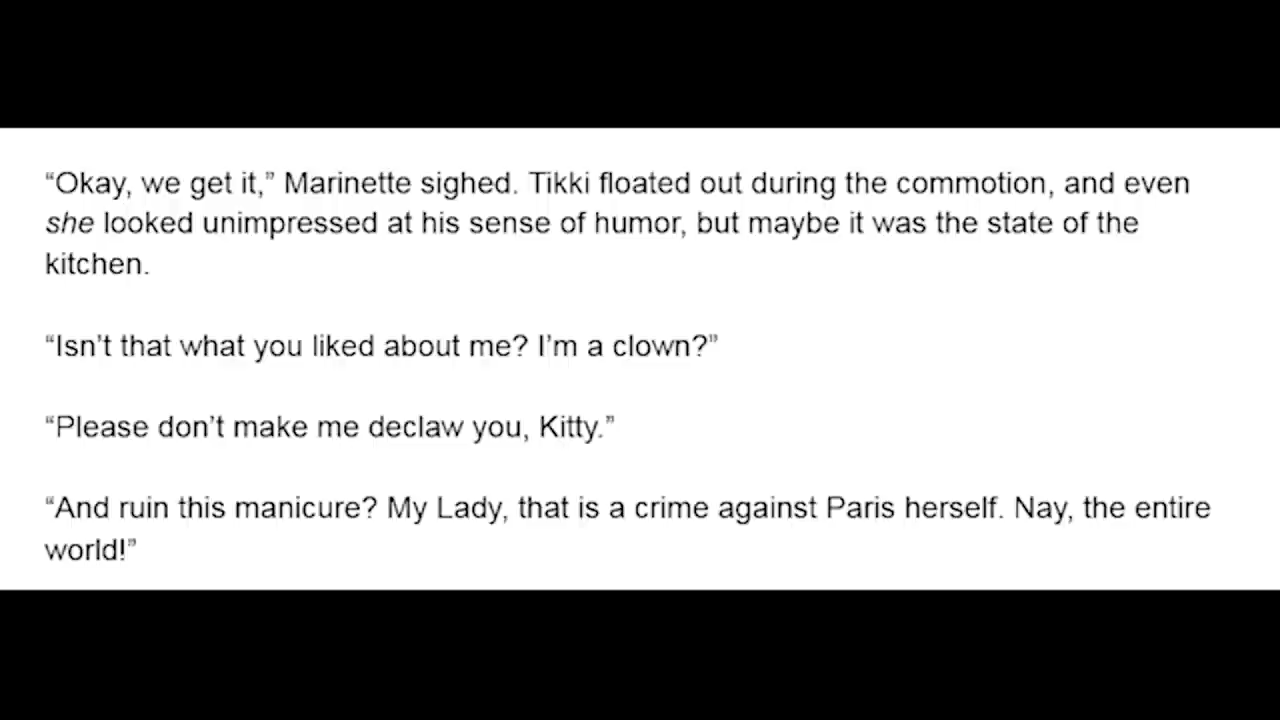 “Okay, we get it,” Marinette sighed. Tikki floated out during the commotion, and even
she looked unimpressed at his sense of humor, but maybe it was the state of the
kitchen.
“Isn’t that what you liked about me? I’m a clown?”
“Please don’t make me declaw you, Kitty.”
“And ruin this manicure? My Lady, that is a crime against Paris herself. Nay, the entire
world!”